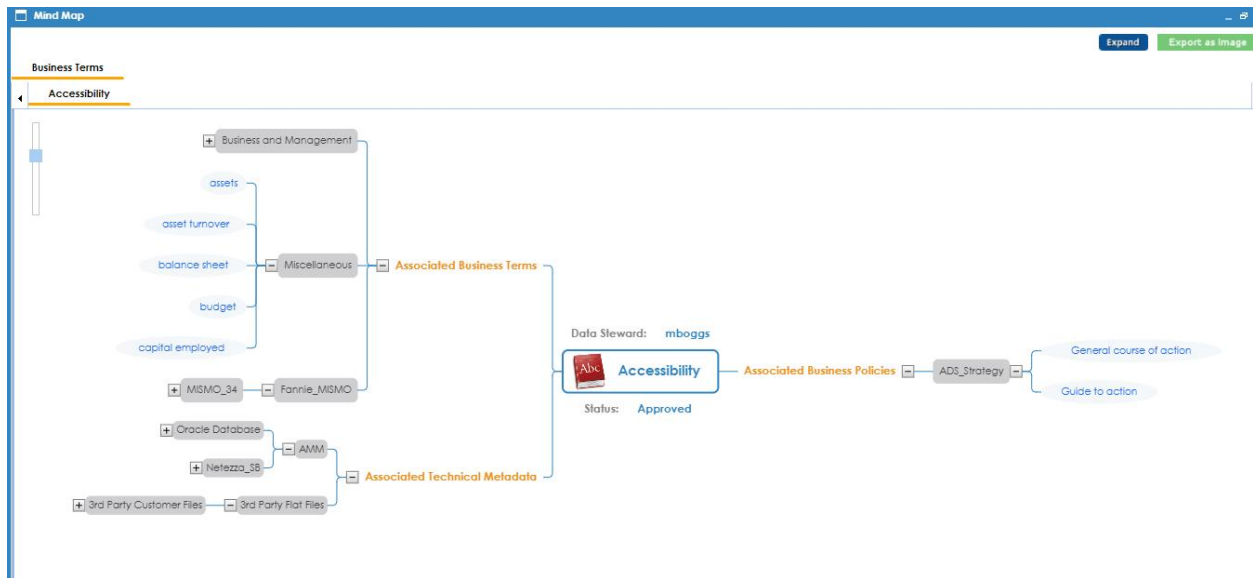 Mind Map
Expand
Export as Image
Business Terms
Accessibility
Business and Management
assets
asset turnover
balance sheet
Miscellaneous
Associated Business Terms
budget
capital employed
Data Steward: mboggs
Abc
Accessibility
Associated Business Policies
ADS_Strategy
General course of action
Guide to action
MISMO_34
Fannie_MISMO
Status: Approved
Oracle Database
AMM
Netezza_SB
Associated Technical Metadata
3rd Party Customer Files
3rd Party Flat Files